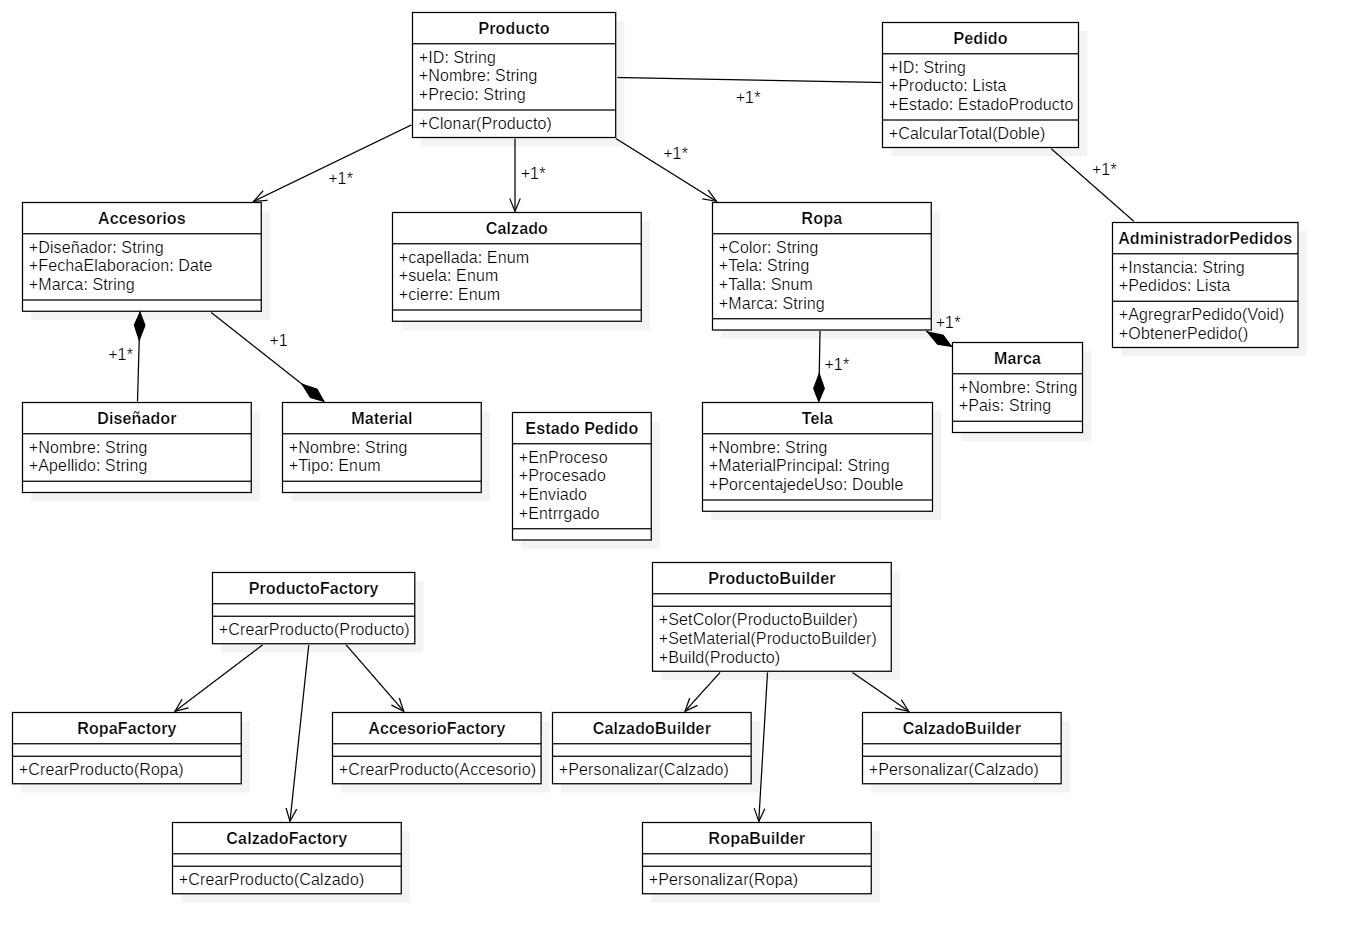 Producto
+ID: String
+Nombre: String
+Precio: String
+Clonar(Producto)
Pedido
+ID: String
+Producto: Lista
+Estado: EstadoProducto
+CalcularTotal(Doble)
+1*
+1*
+1*
+1*
+1*
Accesorios
+Diseñador: String
+FechaElaboracion: Date
+Marca: String
Calzado
+capellada: Enum
+suela: Enum
+cierre: Enum
Ropa
+Color: String
+Tela: String
+Talla: Snum
+Marca: String
AdministradorPedidos
+Instancia: String
+Pedidos: Lista
+AgregrarPedido(Void)
+ObtenerPedido()
+1*
+1
+1*
+1*
Marca
+Nombre: String
+Pais: String
Diseñador
+Nombre: String
+Apellido: String
Material
+Nombre: String
+Tipo: Enum
Estado Pedido
+EnProceso
+Procesado
+Enviado
+Entrrgado
Tela
+Nombre: String
+MaterialPrincipal: String
+PorcentajedeUso: Double
ProductoFactory
+CrearProducto(Producto)
ProductoBuilder
+SetColor(ProductoBuilder)
+SetMaterial(ProductoBuilder)
+Build(Producto)
RopaFactory
+CrearProducto(Ropa)
AccesorioFactory
+CrearProducto(Accesorio)
CalzadoBuilder
+Personalizar(Calzado)
CalzadoBuilder
+Personalizar(Calzado)
CalzadoFactory
+CrearProducto(Calzado)
RopaBuilder
+Personalizar(Ropa)